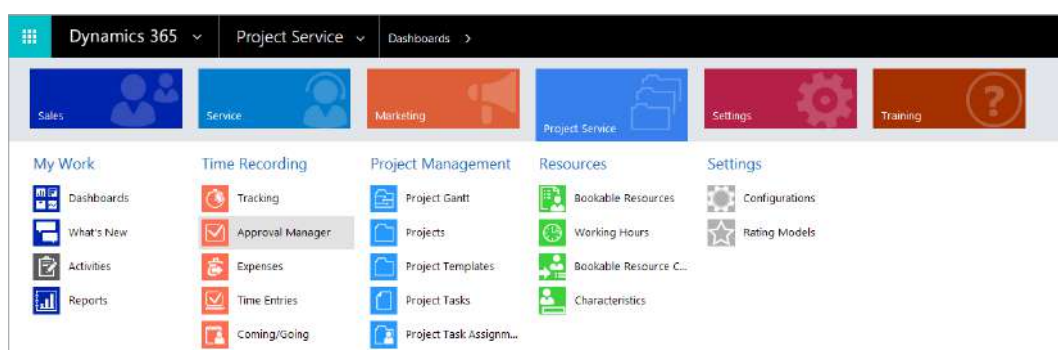 Dynamics 365 Project Service Dashboards
Sales Service Marketing Project Service Settings Training
My Work Time Recording Project Management Resources Settings
Dashboards Tracking Project Gantt Bookable Resources Configurations
What's New Approval Manager Projects Working Hours Rating Models
Activities Expenses Project Templates Bookable Resource C...
Reports Time Entries Project Tasks Characteristics
Coming/Going Project Task Assignm...